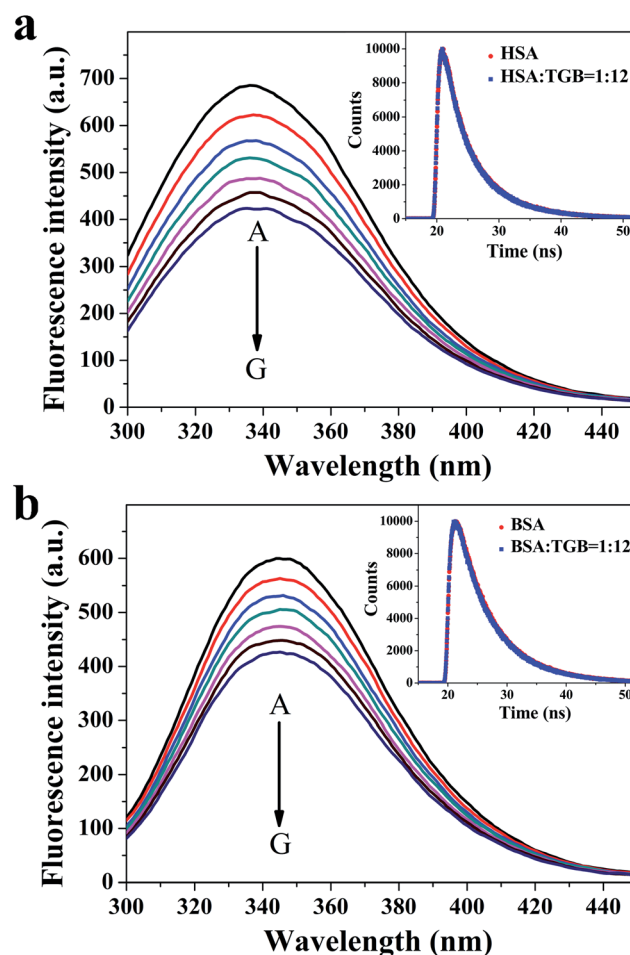 a
Fluorescence intensity (a.u.)
700
600
500
400
300
200
100
0
A
G
300 320 340 360 380 400 420 440
Wavelength (nm)
Counts
10000
8000
6000
4000
2000
0
HSA
HSA:TGB=1:12
20 30 40 50
Time (ns)
b
Fluorescence intensity (a.u.)
600
500
400
300
200
100
0
A
G
300 320 340 360 380 400 420 440
Wavelength (nm)
Counts
10000
8000
6000
4000
2000
0
BSA
BSA:TGB=1:12
20 30 40 50
Time (ns)